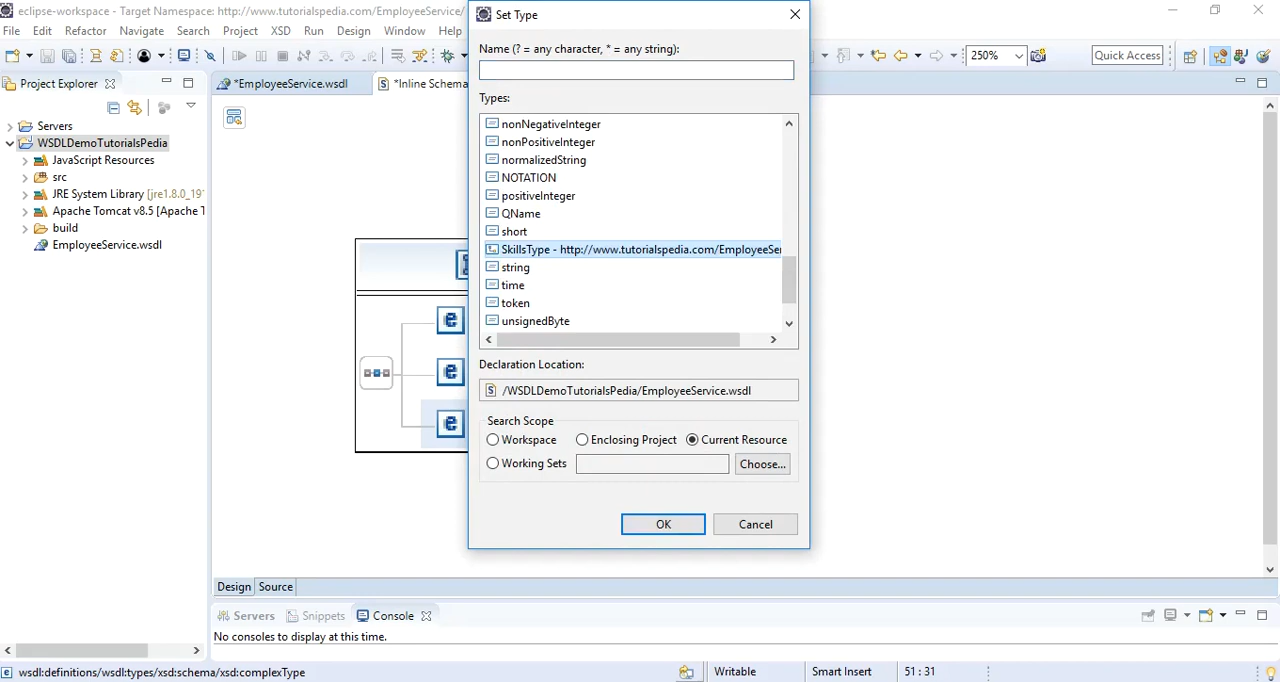 eclipse-workspace - Target Namespace: http://www.tutorialspedia.com/EmployeeService/
File Edit Refactor Navigate Search Project XSD Run Design Window Help
250%
Quick Access
Project Explorer
*EmployeeService.wsdl
*Inline Schema
Servers
WSDLDemoTutorialsPedia
JavaScript Resources
src
JRE System Library [jre1.8.0_19
Apache Tomcat v8.5 [Apache T
build
EmployeeService.wsdl
Set Type
Name (? = any character, * = any string):
Types:
nonNegativeInteger
nonPositiveInteger
normalizedString
NOTATION
positiveInteger
QName
short
SkillsType - http://www.tutorialspedia.com/EmployeeSer
string
time
token
unsignedByte
Declaration Location:
/WSDLDemoTutorialsPedia/EmployeeService.wsdl
Search Scope
Workspace Enclosing Project Current Resource
Working Sets Choose...
OK Cancel
Design Source
Servers Snippets Console
No consoles to display at this time.
wsdl:definitions/wsdl:types/xsd:schema/xsd:complexType
Writable
Smart Insert
51 : 31